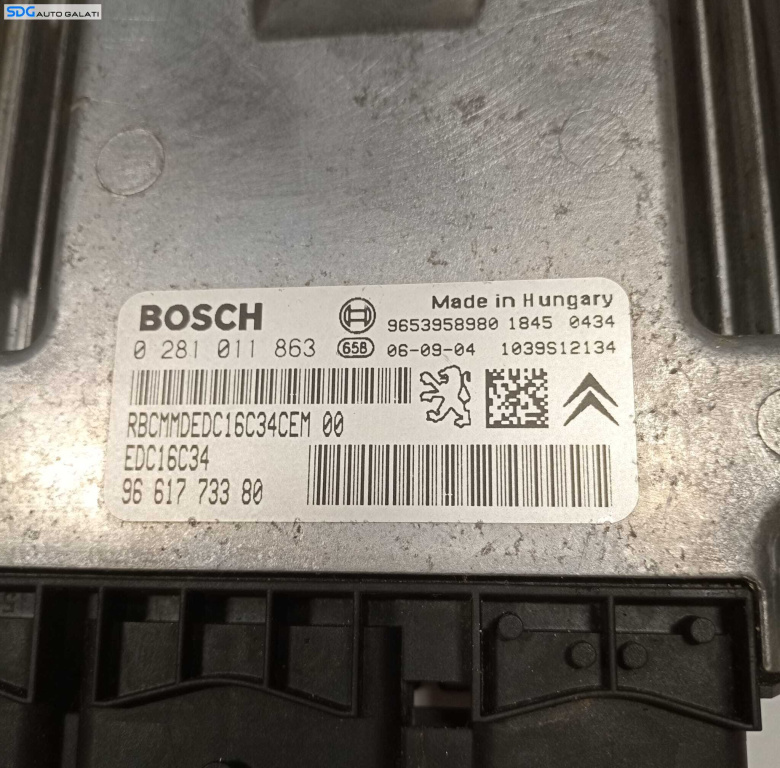 SDG AUTO GALATI
BOSCH
Made in Hungary
9653958980 1845 0434
0 281 011 863
65B 06-09-04 1039S12134
RBCMMDEDC16C34CEM 00
EDC16C34
96 617 733 80